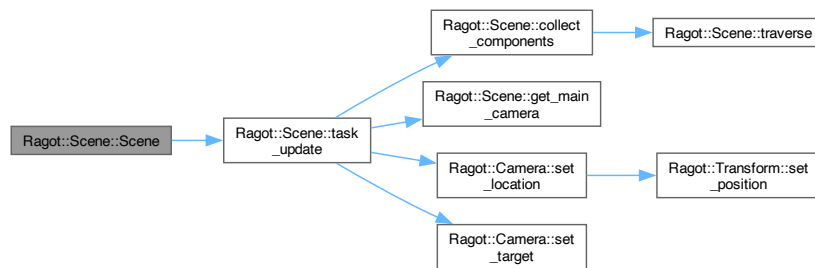 Ragot::Scene::Scene
Ragot::Scene::task
_update
Ragot::Scene::collect
_components
Ragot::Scene::traverse
Ragot::Scene::get_main
_camera
Ragot::Camera::set
_location
Ragot::Transform::set
_position
Ragot::Camera::set
_target